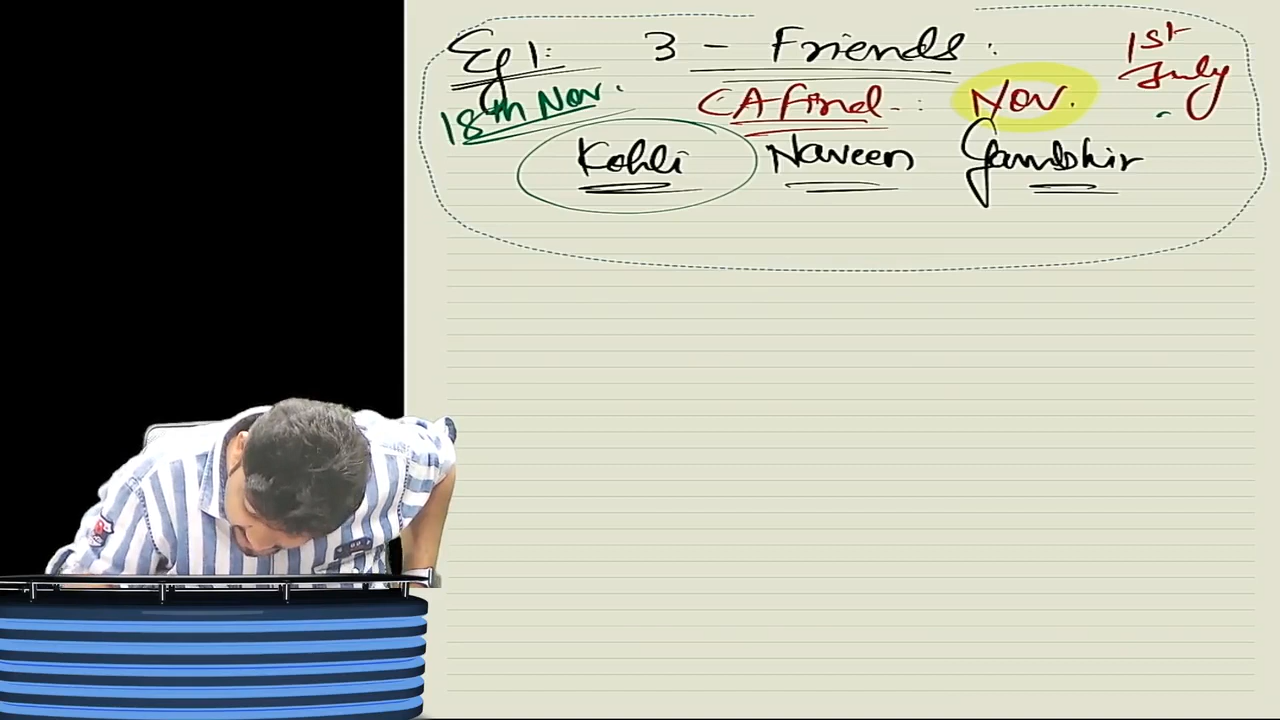 Eg 1: 3 - Friends : 1st July
18th Nov. CA final : Nov.
Kohli Naveen Gambhir